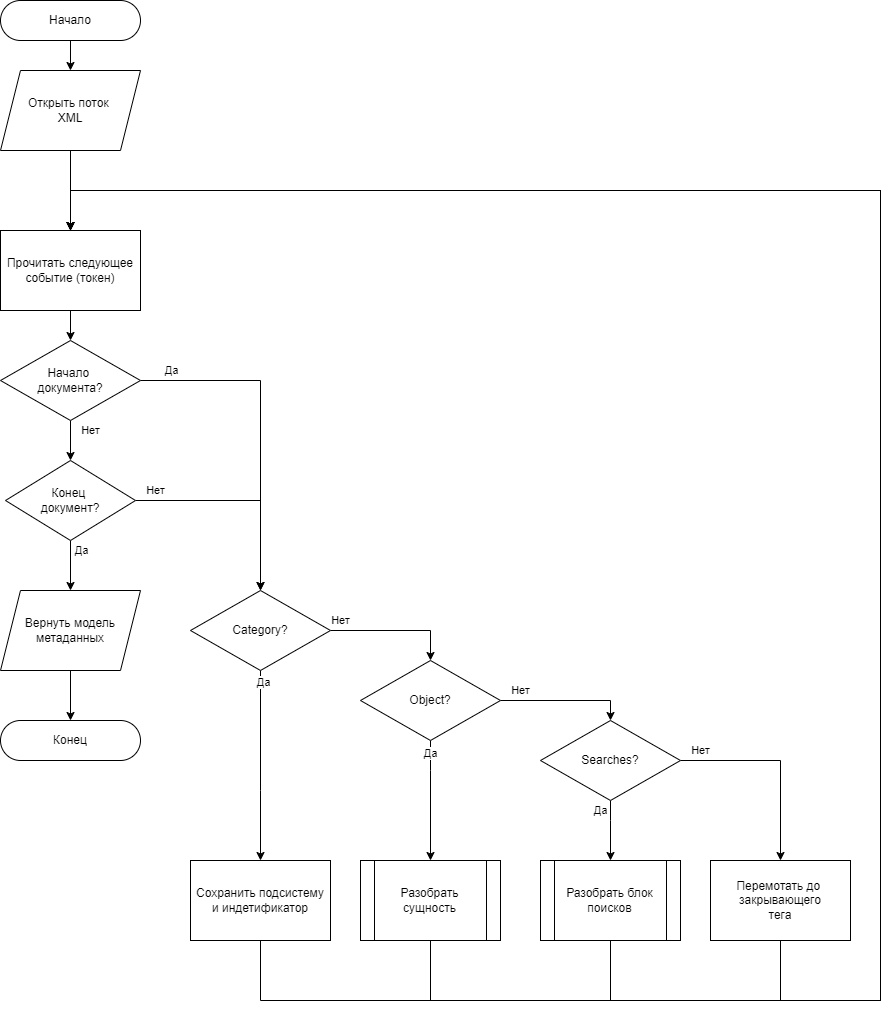 Начало
Открыть поток
XML
Прочитать следующее
событие (токен)
Начало
документа?
Да
Нет
Конец
документ?
Нет
Да
Вернуть модель
метаданных
Конец
Category?
Нет
Да
Object?
Нет
Да
Searches?
Нет
Да
Сохранить подсистему
и индетификатор
Разобрать
сущность
Разобрать блок
поисков
Перемотать до
закрывающего
тега